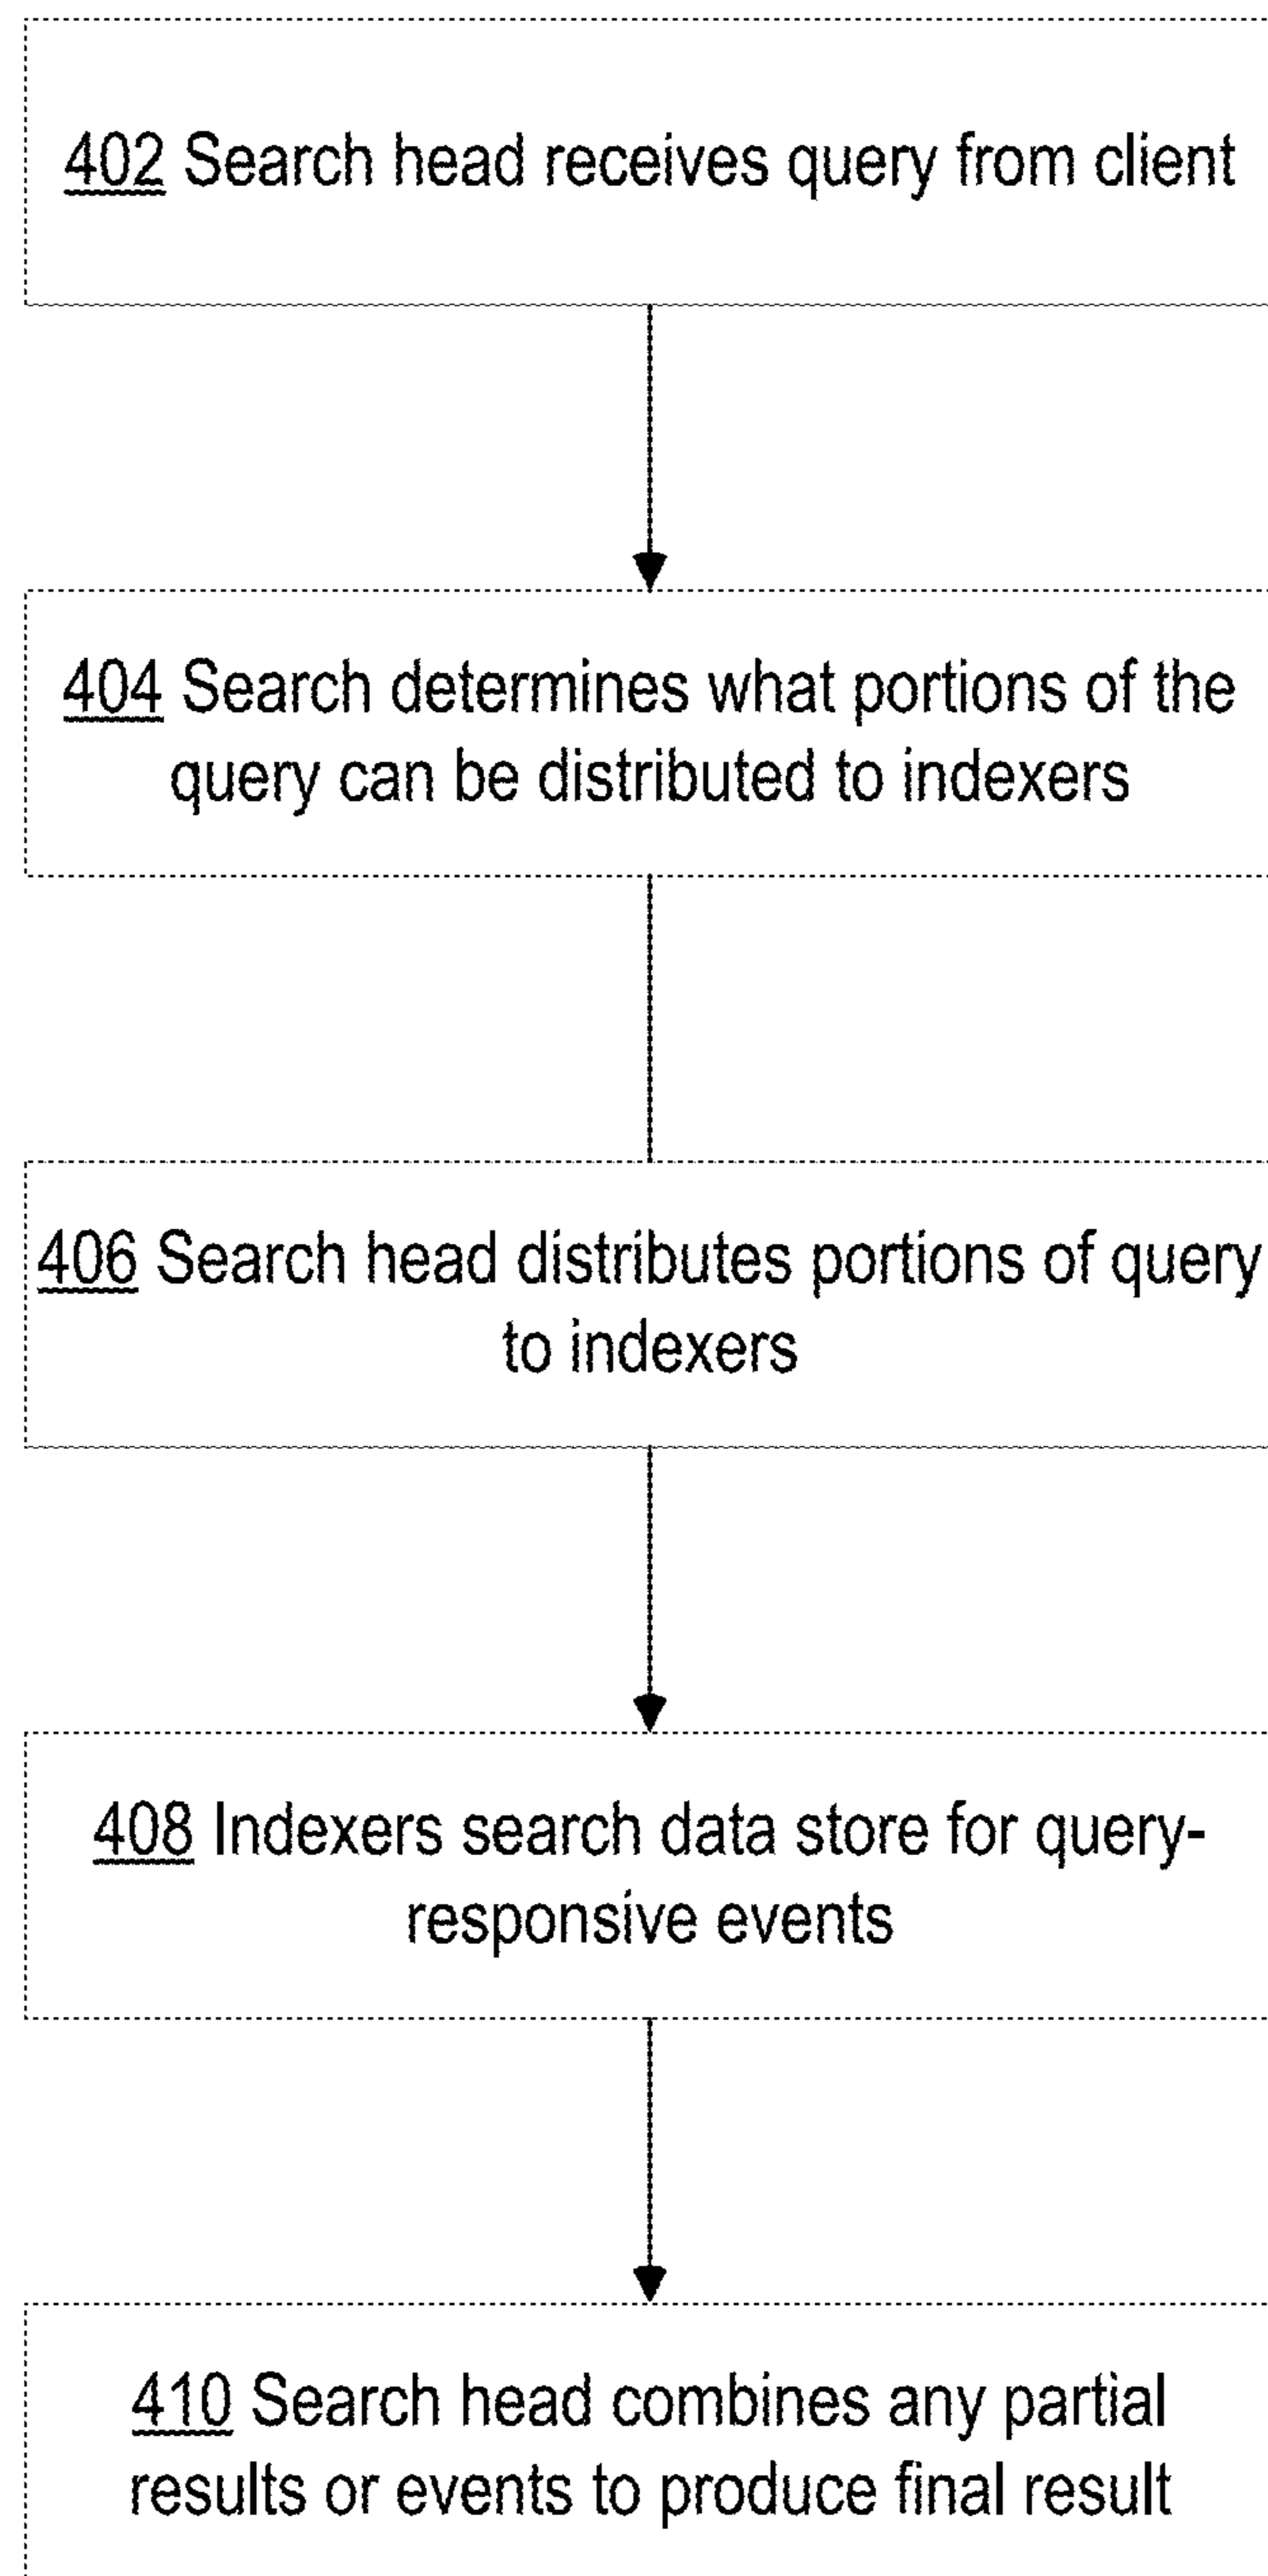 402 Search head receives query from client
404 Search determines what portions of the
query can be distributed to indexers
406 Search head distributes portions of query
to indexers
408 Indexers search data store for query-
responsive events
410 Search head combines any partial
results or events to produce final result